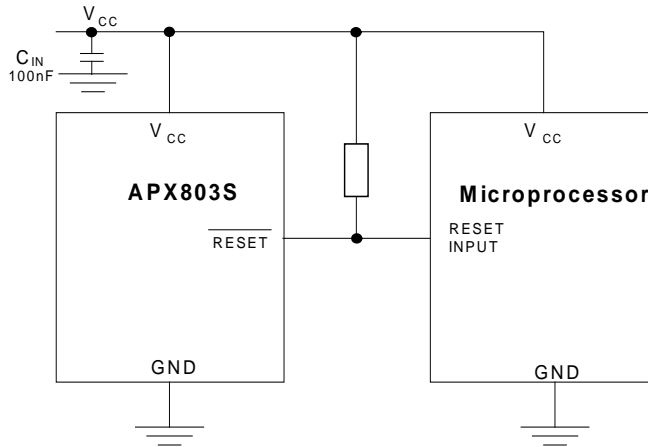 VCC
CIN
100nF
VCC
APX803S
RESET
GND
VCC
Microprocessor
RESET
INPUT
GND